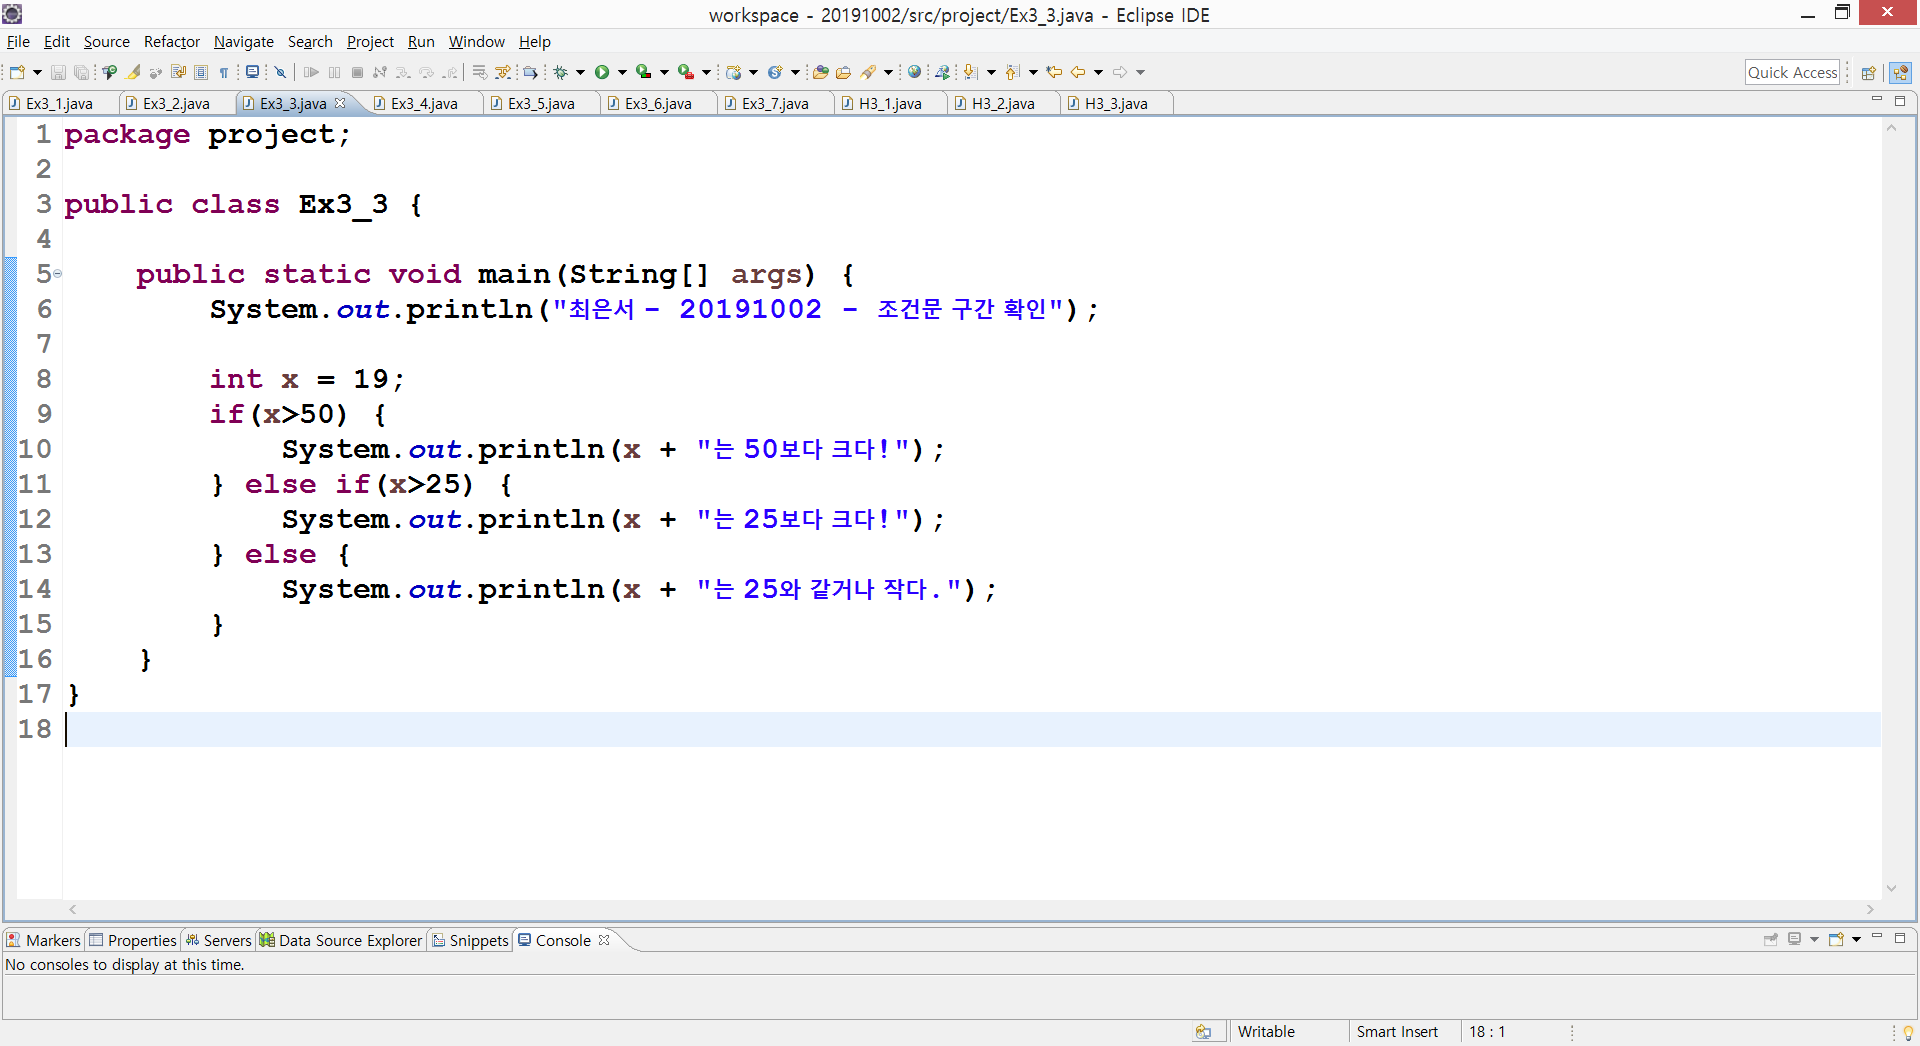 workspace - 20191002/src/project/Ex3_3.java - Eclipse IDE
File Edit Source Refactor Navigate Search Project Run Window Help
Quick Access
Ex3_1.java Ex3_2.java Ex3_3.java Ex3_4.java Ex3_5.java Ex3_6.java Ex3_7.java H3_1.java H3_2.java H3_3.java
1 package project;
2
3 public class Ex3_3 {
4
5 public static void main(String[] args) {
6 System.out.println("최은서 - 20191002 - 조건문 구간 확인");
7
8 int x = 19;
9 if(x>50) {
10 System.out.println(x + "는 50보다 크다!");
11 } else if(x>25) {
12 System.out.println(x + "는 25보다 크다!");
13 } else {
14 System.out.println(x + "는 25와 같거나 작다.");
15 }
16 }
17 }
18
Markers Properties Servers Data Source Explorer Snippets Console
No consoles to display at this time.
Writable Smart Insert 18 : 1